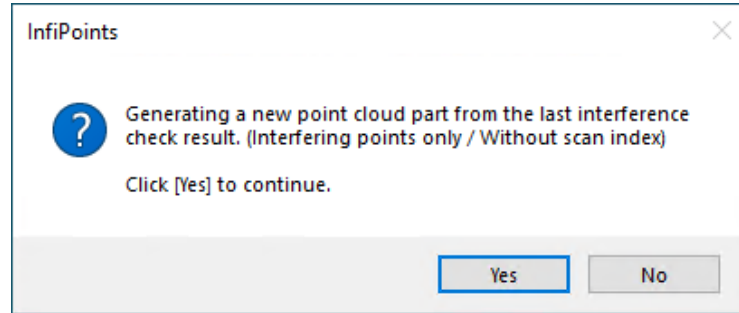 InfiPoints
Generating a new point cloud part from the last interference
check result. (Interfering points only / Without scan index)
Click [Yes] to continue.
Yes
No